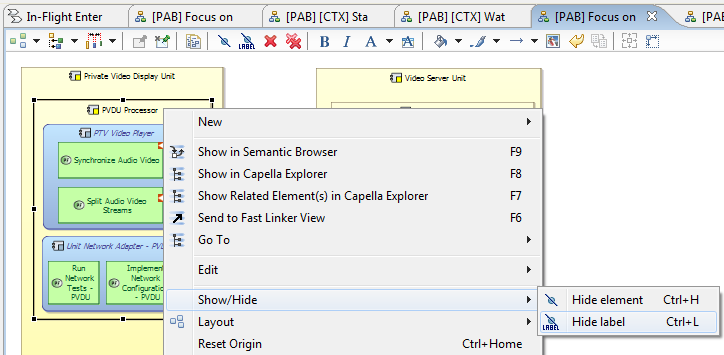 In-Flight Enter
[PAB] Focus on
[PAB] [CTX] Sta
[PAB] [CTX] Wat
[PAB] Focus on
[PAB]
LABEL
B I A
Private Video Display Unit
Video Server Unit
PVDU Processor
PTV Video Player
Synchronize Audio Video
Split Audio Video
Streams
Unit Network Adapter - PVD
Run
Network
Tests -
PVDU
Implement
Network
Configuration
- PVDU
New
Show in Semantic Browser F9
Show in Capella Explorer F8
Show Related Element(s) in Capella Explorer F7
Send to Fast Linker View F6
Go To
Edit
Show/Hide
Layout
Reset Origin Ctrl+Home
Hide element Ctrl+H
LABEL Hide label Ctrl+L